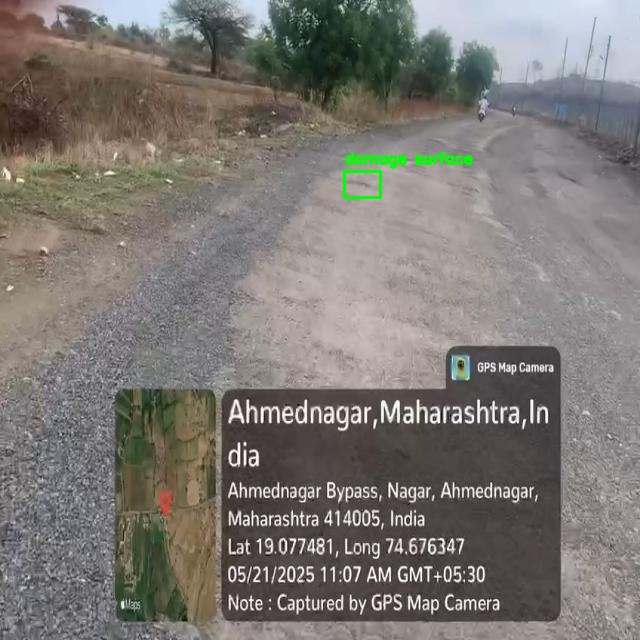 damage surface
GPS Map Camera
Ahmednagar,Maharashtra,In
dia
Ahmednagar Bypass, Nagar, Ahmednagar,
Maharashtra 414005, India
Lat 19.077481, Long 74.676347
05/21/2025 11:07 AM GMT+05:30
Note : Captured by GPS Map Camera
Maps